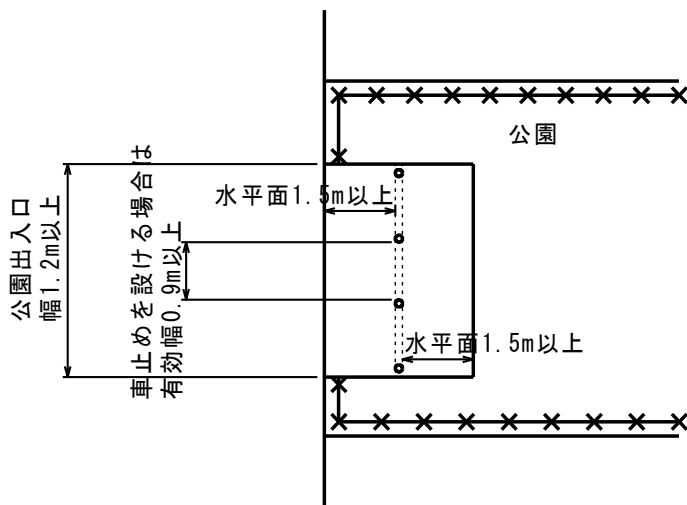 公園
水平面1.5m以上
公園出入口
幅1.2m以上
車止めを設ける場合は
有効幅0.9m以上
水平面1.5m以上